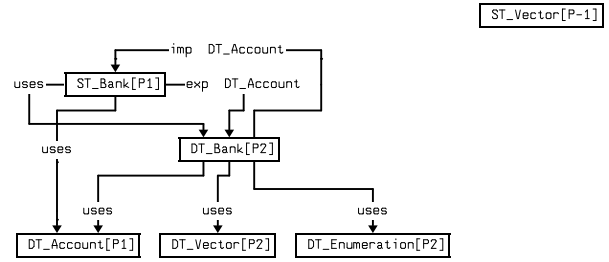 ST_Vector[P-1]
imp DT_Account
uses ST_Bank[P1] exp DT_Account
uses DT_Bank[P2]
uses uses uses
DT_Account[P1] DT_Vector[P2] DT_Enumeration[P2]